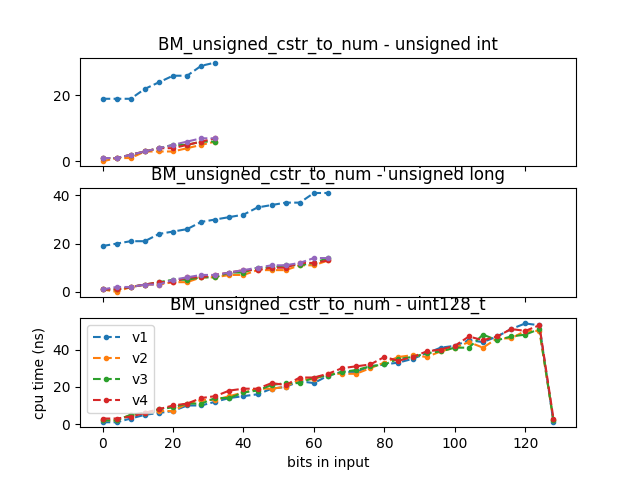 BM_unsigned_cstr_to_num - unsigned int
20
0
BM_unsigned_cstr_to_num - unsigned long
40
20
0
BM_unsigned_cstr_to_num - uint128_t
v1
v2
v3
v4
cpu time (ns)
40
20
0
0 20 40 60 80 100 120
bits in input